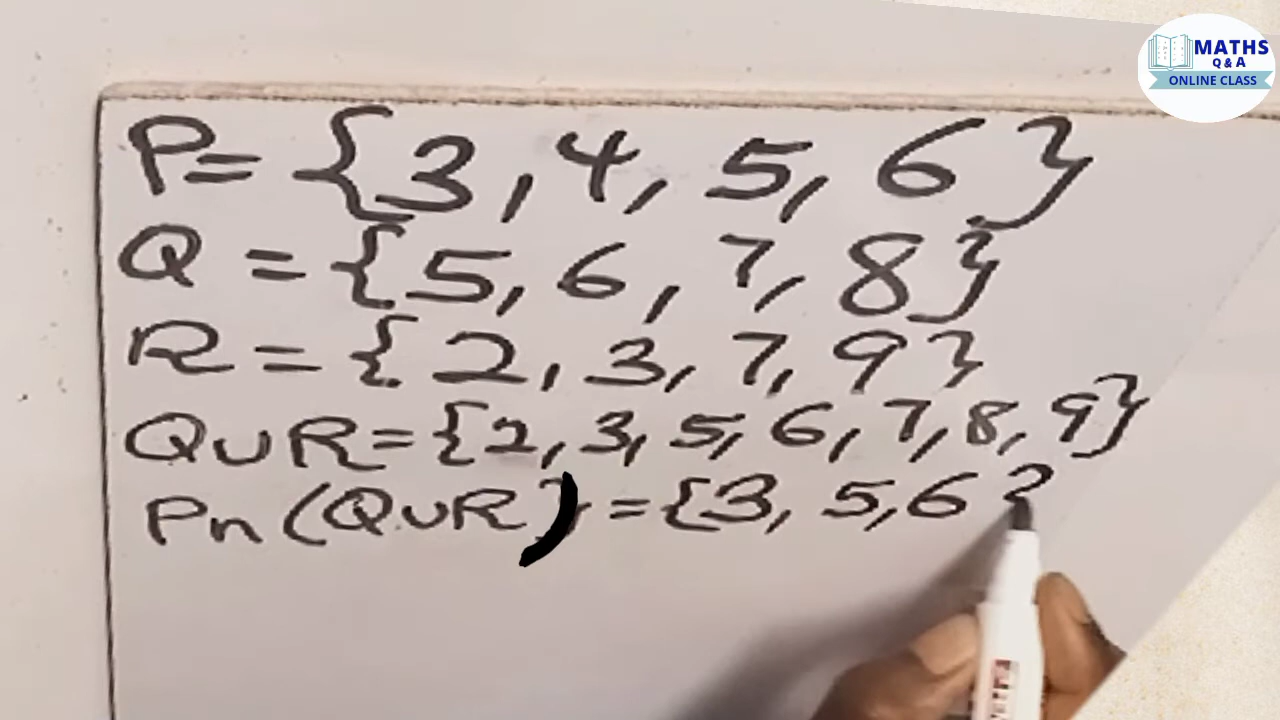 MATHS
Q & A
ONLINE CLASS
P= {3, 4, 5, 6}
Q = {5, 6, 7, 8}
R = {2, 3, 7, 9}
Q∪R= {2, 3, 5, 6, 7, 8, 9}
P∩(Q∪R) = {3, 5, 6}